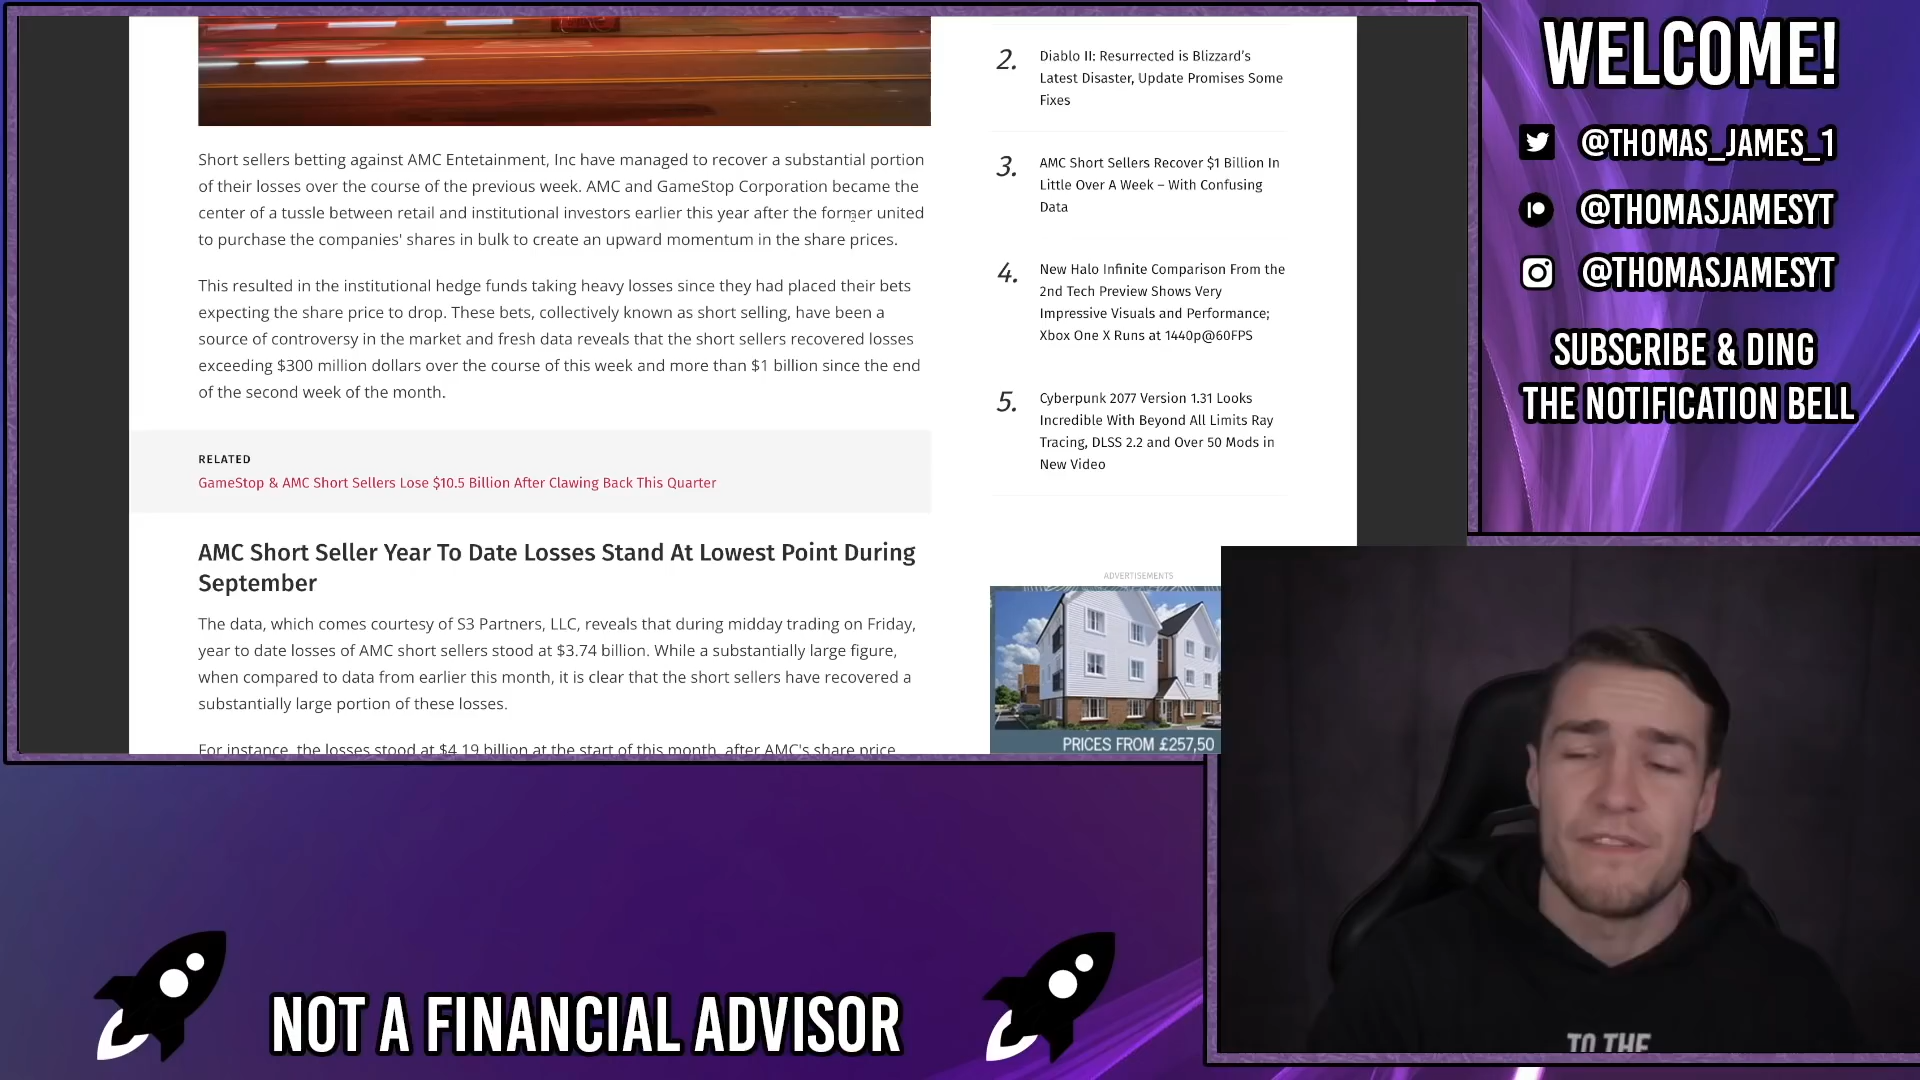 Short sellers betting against AMC Entetainment, Inc have managed to recover a substantial portion
of their losses over the course of the previous week. AMC and GameStop Corporation became the
center of a tussle between retail and institutional investors earlier this year after the former united
to purchase the companies' shares in bulk to create an upward momentum in the share prices.
This resulted in the institutional hedge funds taking heavy losses since they had placed their bets
expecting the share price to drop. These bets, collectively known as short selling, have been a
source of controversy in the market and fresh data reveals that the short sellers recovered losses
exceeding $300 million dollars over the course of this week and more than $1 billion since the end
of the second week of the month.
RELATED
GameStop & AMC Short Sellers Lose $10.5 Billion After Clawing Back This Quarter
AMC Short Seller Year To Date Losses Stand At Lowest Point During
September
The data, which comes courtesy of S3 Partners, LLC, reveals that during midday trading on Friday,
year to date losses of AMC short sellers stood at $3.74 billion. While a substantially large figure,
when compared to data from earlier this month, it is clear that the short sellers have recovered a
substantially large portion of these losses.
For instance, the losses stood at $4.19 billion at the start of this month, after AMC's share price
2. Diablo II: Resurrected is Blizzard's
Latest Disaster, Update Promises Some
Fixes
3. AMC Short Sellers Recover $1 Billion In
Little Over A Week – With Confusing
Data
4. New Halo Infinite Comparison From the
2nd Tech Preview Shows Very
Impressive Visuals and Performance;
Xbox One X Runs at 1440p@60FPS
5. Cyberpunk 2077 Version 1.31 Looks
Incredible With Beyond All Limits Ray
Tracing, DLSS 2.2 and Over 50 Mods in
New Video
ADVERTISEMENTS
PRICES FROM £257,50
WELCOME!
@THOMAS_JAMES_1
@THOMASJAMESYT
@THOMASJAMESYT
SUBSCRIBE & DING
THE NOTIFICATION BELL
NOT A FINANCIAL ADVISOR
TO THE